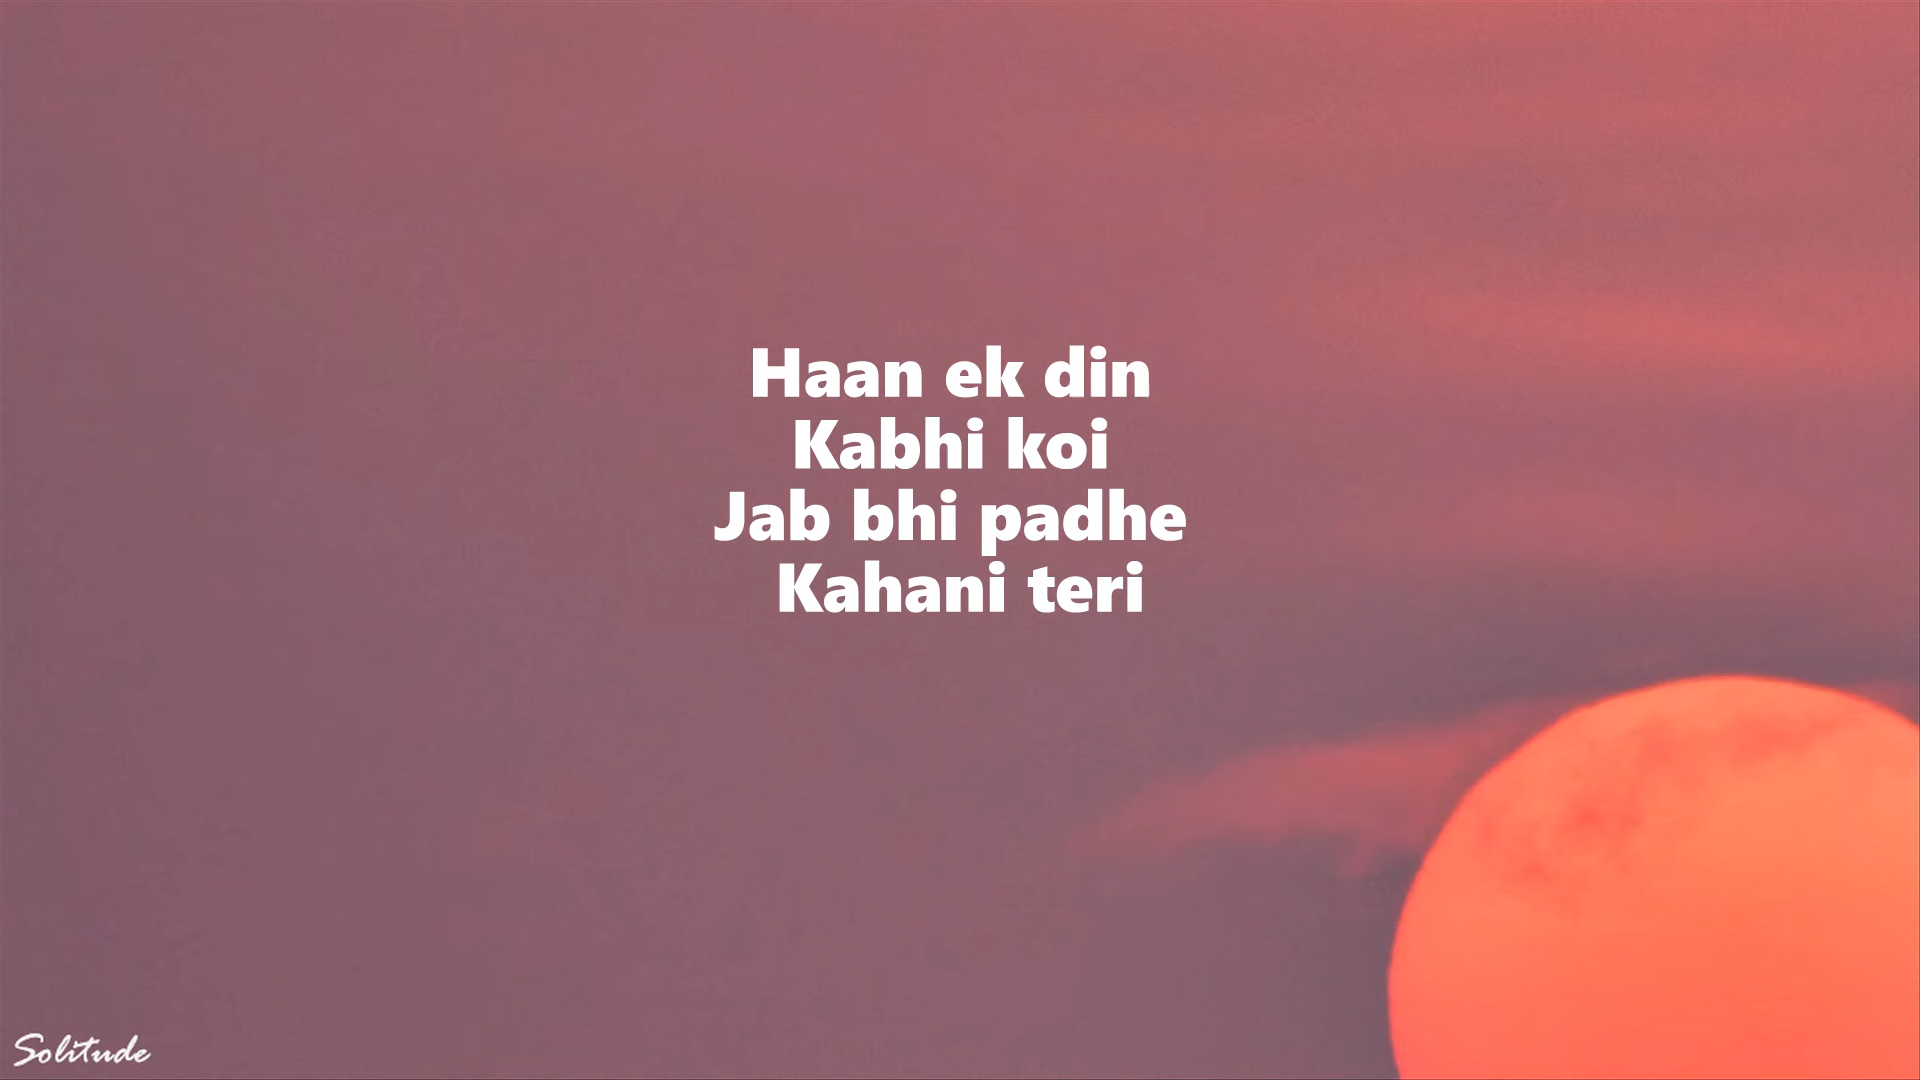 Haan ek din
Kabhi koi
Jab bhi padhe
Kahani teri
Solitude